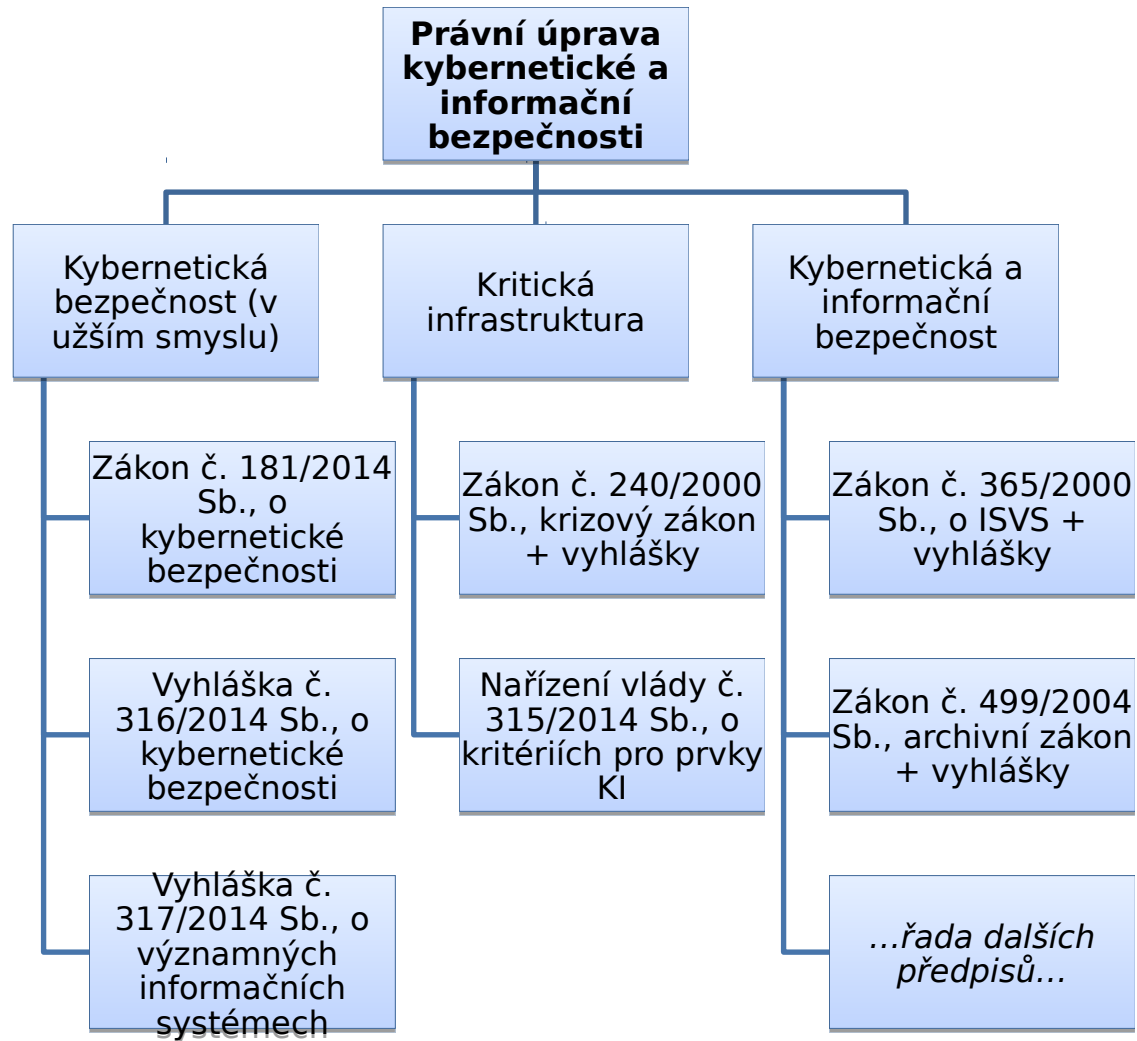 Právní úprava
kybernetické a
informační
bezpečnosti
Kybernetická
bezpečnost (v
užším smyslu)
Kritická
infrastruktura
Kybernetická a
informační
bezpečnost
Zákon č. 181/2014
Sb., o
kybernetické
bezpečnosti
Vyhláška č.
316/2014 Sb., o
kybernetické
bezpečnosti
Vyhláška č.
317/2014 Sb., o
významných
informačních
systémech
Zákon č. 240/2000
Sb., krizový zákon
+ vyhlášky
Nařízení vlády č.
315/2014 Sb., o
kritériích pro prvky
KI
Zákon č. 365/2000
Sb., o ISVS +
vyhlášky
Zákon č. 499/2004
Sb., archivní zákon
+ vyhlášky
…řada dalších
předpisů…